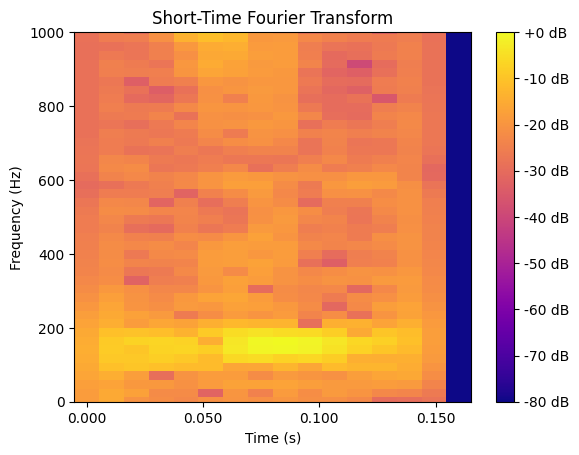 Short-Time Fourier Transform
Frequency (Hz)
1000
800
600
400
200
0
0.000
0.050
0.100
0.150
Time (s)
+0 dB
-10 dB
-20 dB
-30 dB
-40 dB
-50 dB
-60 dB
-70 dB
-80 dB